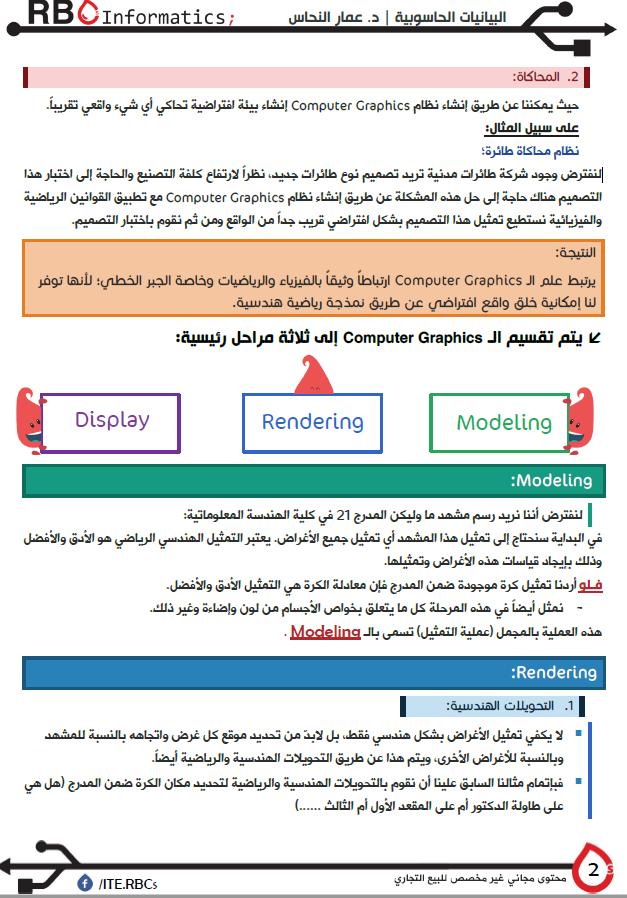 RBO Informatics;
البيانيات الحاسوبية | د. عمار النحاس
2. المحاكاة:
حيث يمكننا عن طريق إنشاء نظام Computer Graphics إنشاء بيئة افتراضية تحاكي أي شيء واقعي تقريباً.
على سبيل المثال:
نظام محاكاة طائرة؛
لنفترض وجود شركة طائرات مدنية تريد تصميم نوع طائرات جديد، نظراً لارتفاع كلفة التصنيع والحاجة إلى اختبار هذا
التصميم هناك حاجة إلى حل هذه المشكلة عن طريق إنشاء نظام Computer Graphics مع تطبيق القوانين الرياضية
والفيزيائية نستطيع تمثيل هذا التصميم بشكل افتراضي قريب جداً من الواقع ومن ثم نقوم باختبار التصميم.
النتيجة:
يرتبط علم الـ Computer Graphics ارتباطاً وثيقاً بالفيزياء والرياضيات وخاصة الجبر الخطي؛ لأنها توفر
لنا إمكانية خلق واقع افتراضي عن طريق نمذجة رياضية هندسية.
يتم تقسيم الـ Computer Graphics إلى ثلاثة مراحل رئيسية:
Display
Rendering
Modeling
Modeling:
لنفترض أننا نريد رسم مشهد ما وليكن المدرج 21 في كلية الهندسة المعلوماتية:
في البداية سنحتاج إلى تمثيل هذا المشهد أي تمثيل جميع الأغراض. يعتبر التمثيل الهندسي الرياضي هو الأدق والأفضل
وذلك بإيجاد قياسات هذه الأغراض وتمثيلها.
فلو أردنا تمثيل كرة موجودة ضمن المدرج فإن معادلة الكرة هي التمثيل الأدق والأفضل.
- نمثل أيضاً في هذه المرحلة كل ما يتعلق بخواص الأجسام من لون وإضاءة وغير ذلك.
هذه العملية بالمجمل (عملية التمثيل) تسمى بالـ Modeling .
Rendering:
1. التحويلات الهندسية:
لا يكفي تمثيل الأغراض بشكل هندسي فقط، بل لابدّ من تحديد موقع كل غرض واتجاهه بالنسبة للمشهد
وبالنسبة للأغراض الأخرى، ويتم هذا عن طريق التحويلات الهندسية والرياضية أيضاً.
فبإتمام مثالنا السابق علينا أن نقوم بالتحويلات الهندسية والرياضية لتحديد مكان الكرة ضمن المدرج (هل هي
على طاولة الدكتور أم على المقعد الأول أم الثالث ......)
2
محتوى مجاني غير مخصص للبيع التجاري
/ITE.RBCs